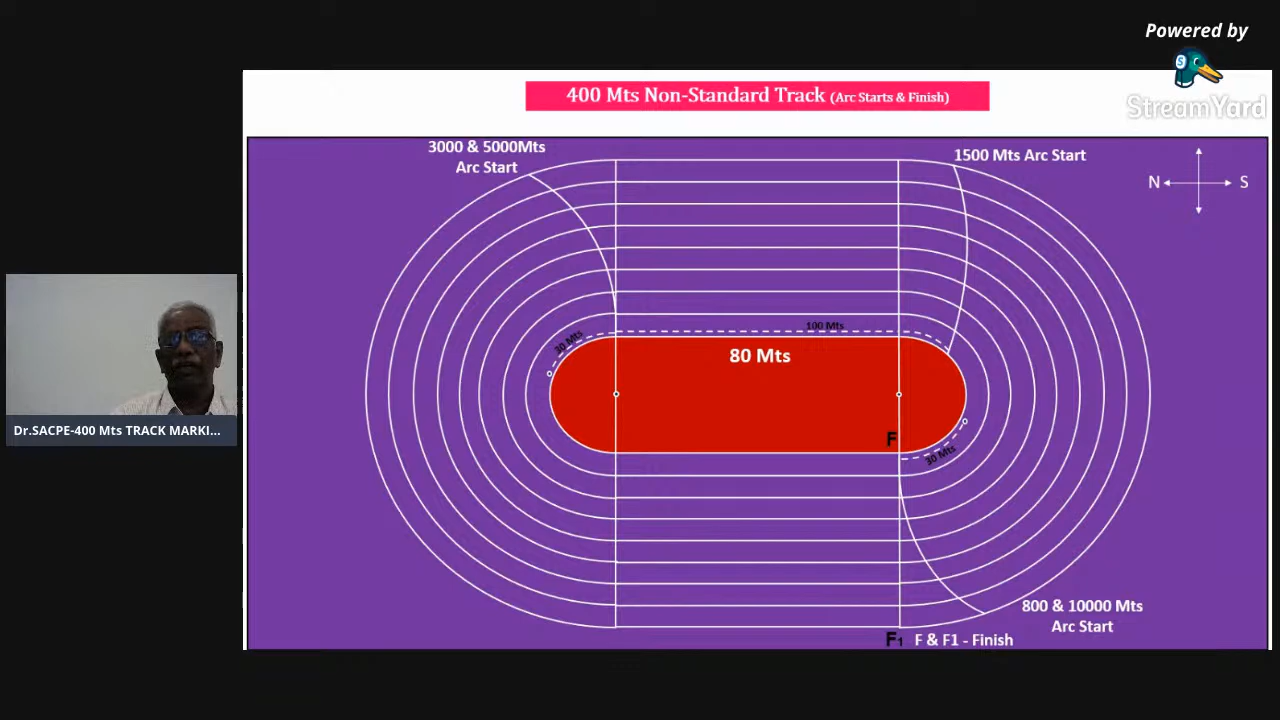 Powered by
StreamYard
400 Mts Non-Standard Track (Arc Starts & Finish)
3000 & 5000Mts
Arc Start
1500 Mts Arc Start
N
S
30 Mts
100 Mts
80 Mts
F
30 Mts
Dr.SACPE-400 Mts TRACK MARKI...
800 & 10000 Mts
Arc Start
F1 F & F1 - Finish